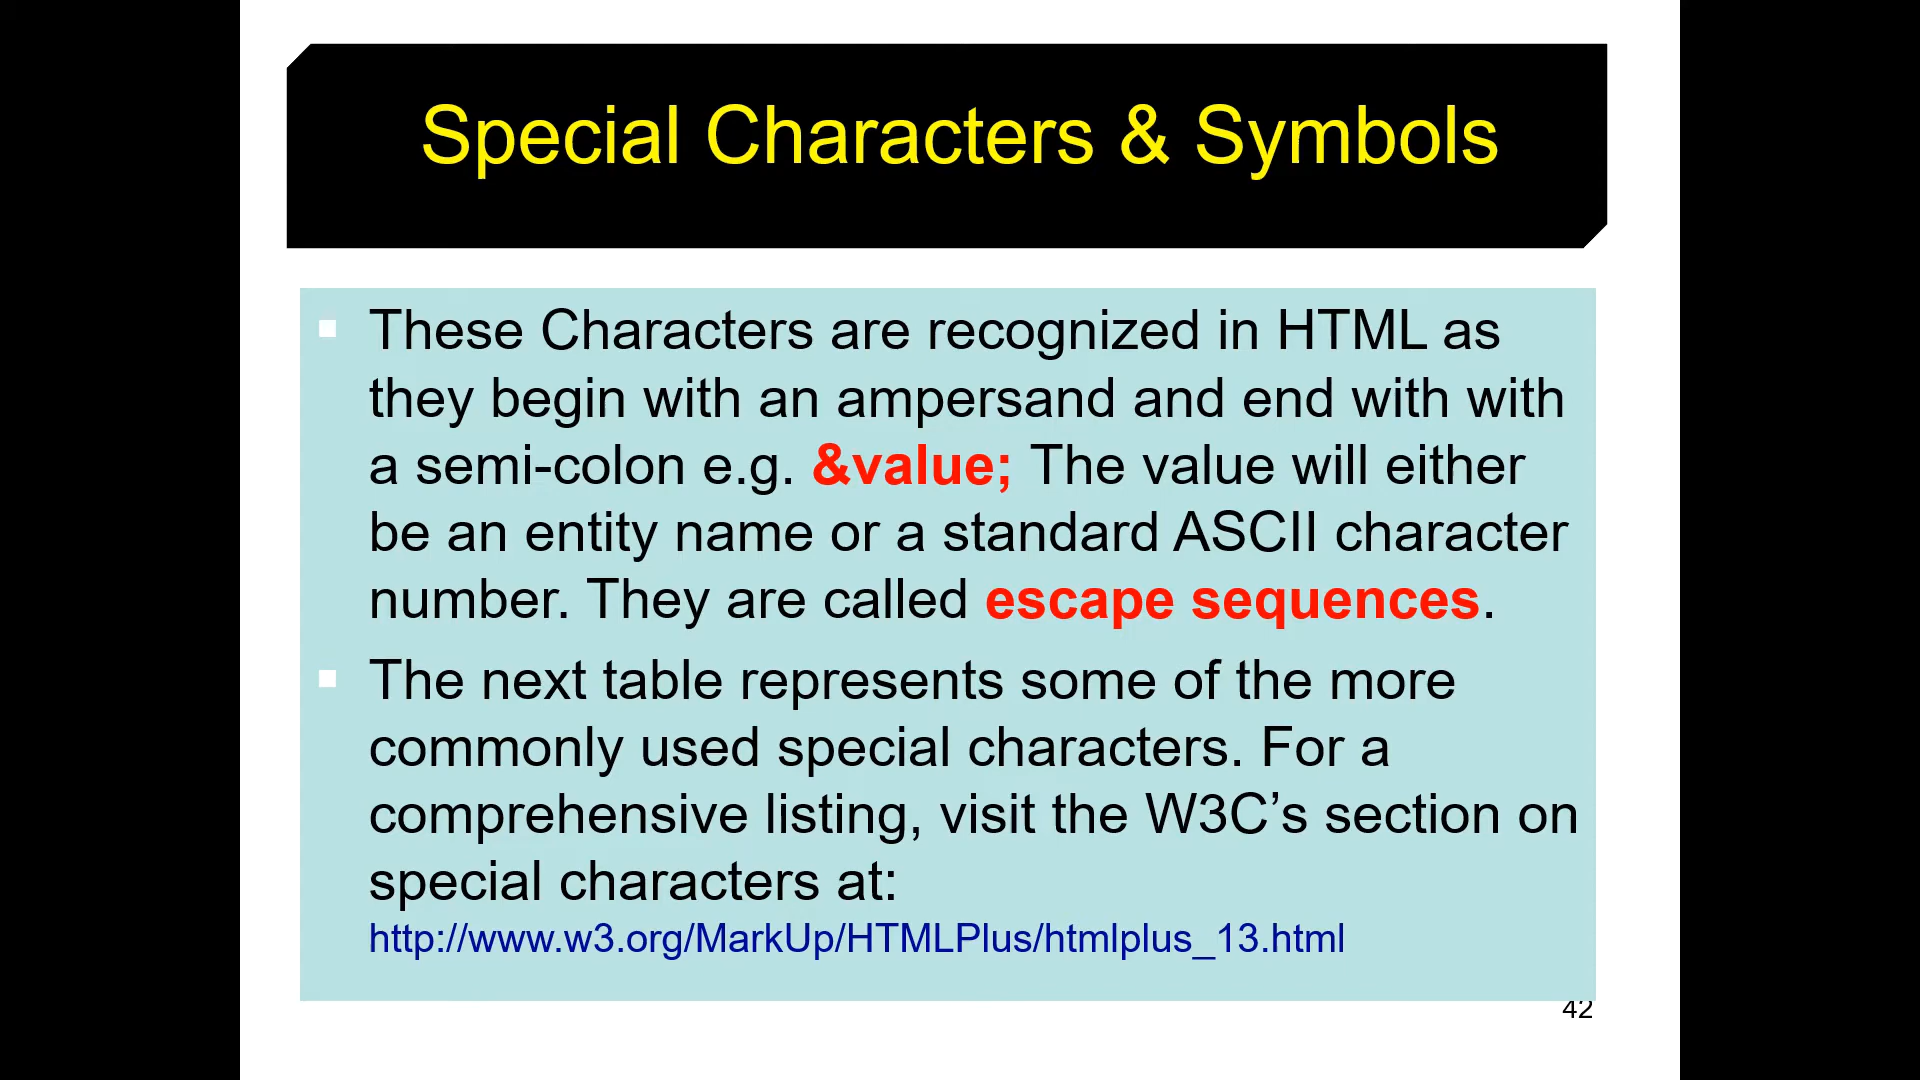 Special Characters & Symbols
These Characters are recognized in HTML as
they begin with an ampersand and end with with
a semi-colon e.g. &value; The value will either
be an entity name or a standard ASCII character
number. They are called escape sequences.
The next table represents some of the more
commonly used special characters. For a
comprehensive listing, visit the W3C’s section on
special characters at:
http://www.w3.org/MarkUp/HTMLPlus/htmlplus_13.html
42